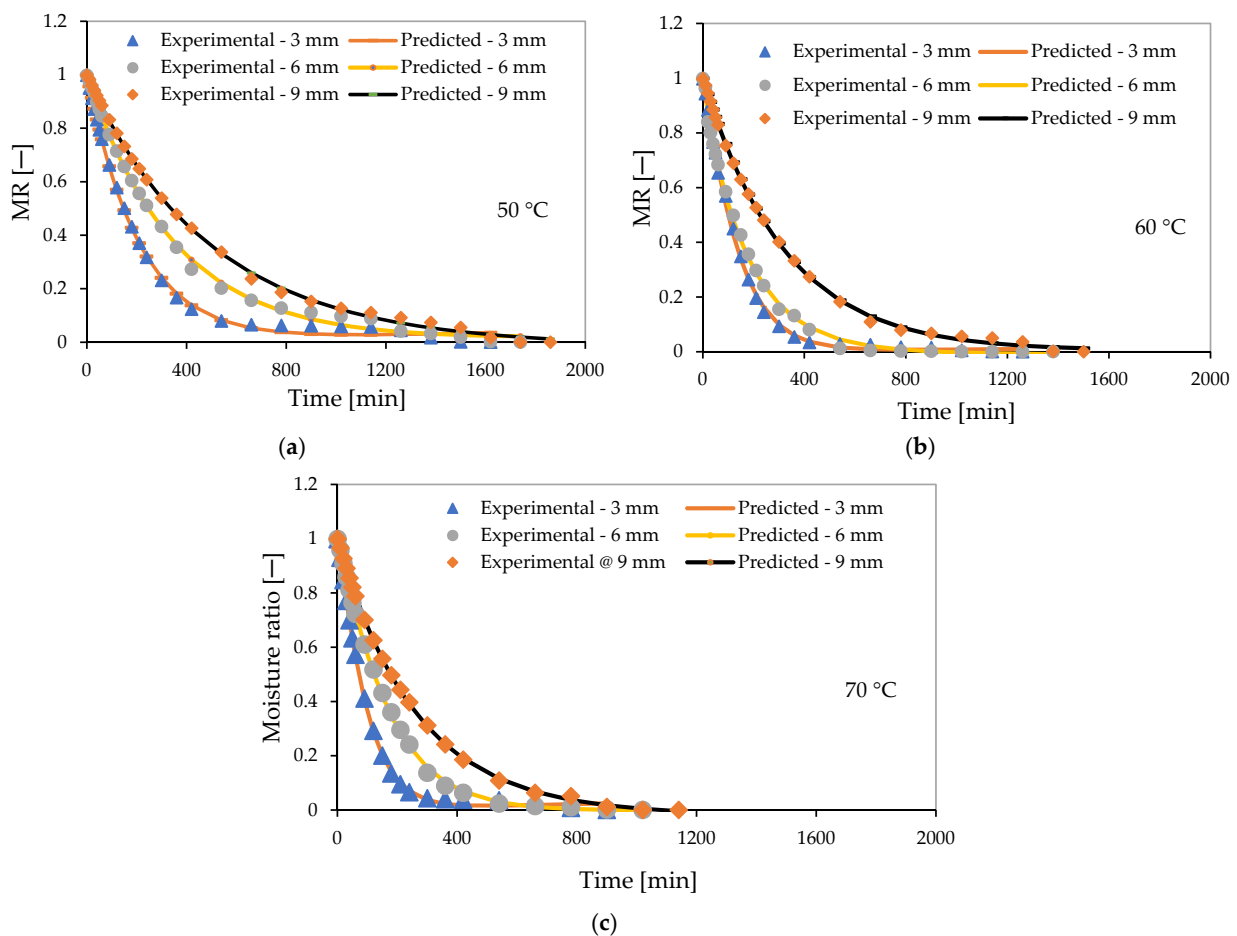 1.2
1
0.8
0.6
0.4
0.2
0
MR [—]
Experimental - 3 mm Predicted - 3 mm
Experimental - 6 mm Predicted - 6 mm
Experimental - 9 mm Predicted - 9 mm
50 °C
0 400 800 1200 1600 2000
Time [min]
(a)
1.2
1
0.8
0.6
0.4
0.2
0
MR [—]
Experimental - 3 mm Predicted - 3 mm
Experimental - 6 mm Predicted - 6 mm
Experimental - 9 mm Predicted - 9 mm
60 °C
0 400 800 1200 1600 2000
Time [min]
(b)
1.2
1
0.8
0.6
0.4
0.2
0
Moisture ratio [—]
Experimental - 3 mm Predicted - 3 mm
Experimental - 6 mm Predicted - 6 mm
Experimental @ 9 mm Predicted - 9 mm
70 °C
0 400 800 1200 1600 2000
Time [min]
(c)